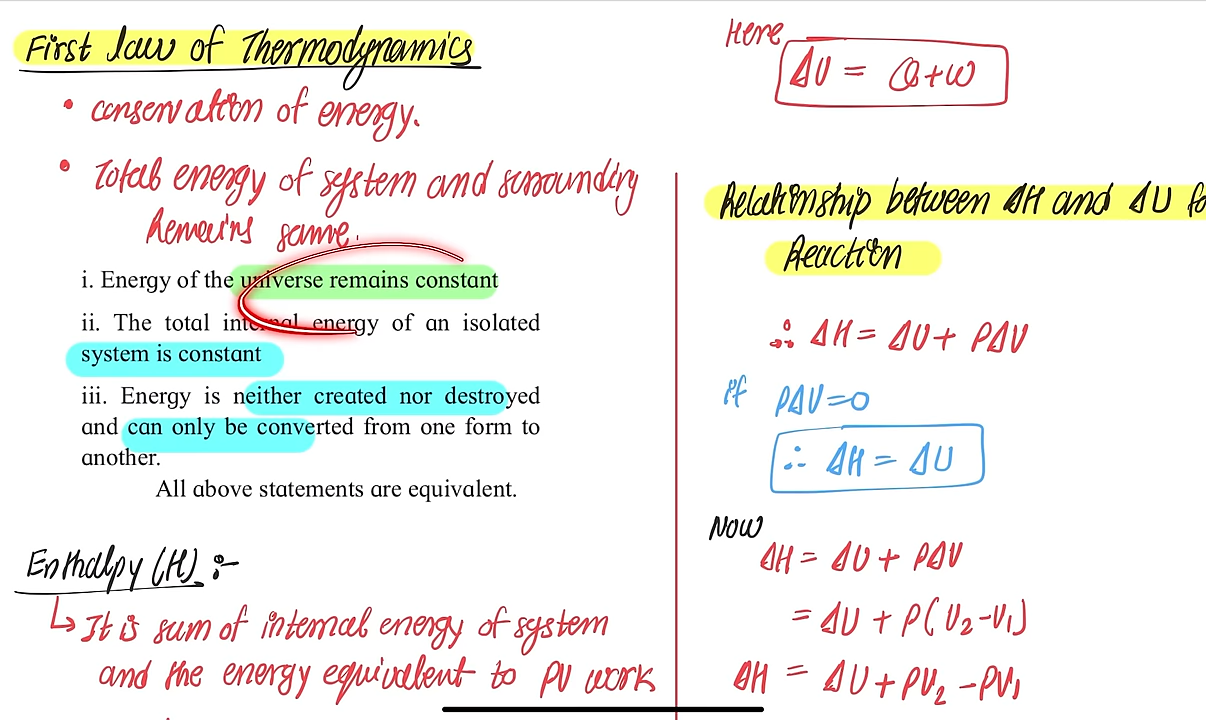 First law of Thermodynamics
• conservation of energy.
• Total energy of system and surrounding
Remains same.
i. Energy of the universe remains constant
ii. The total internal energy of an isolated
system is constant
iii. Energy is neither created nor destroyed
and can only be converted from one form to
another.
All above statements are equivalent.
Enthalpy (H) :-
↳ It is sum of internal energy of system
and the energy equivalent to PV work
Here
ΔU = Q+W
Relationship between ΔH and ΔU fo
Reaction
∴ ΔH = ΔU + PΔV
if PΔV=0
∴ ΔH = ΔU
Now
ΔH = ΔU + PΔV
= ΔU + P(V₂-V₁)
ΔH = ΔU + PV₂ - PV₁